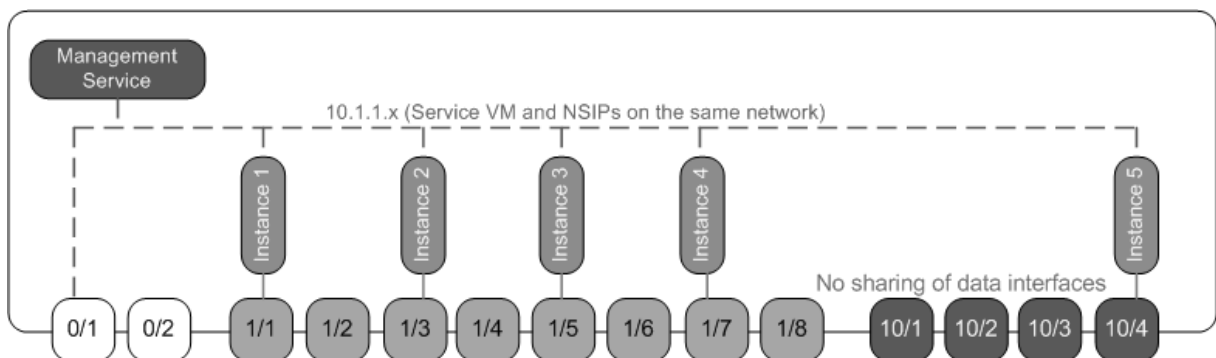 Management
Service
10.1.1.x (Service VM and NSIPs on the same network)
Instance 1
Instance 2
Instance 3
Instance 4
Instance 5
No sharing of data interfaces
0/1
0/2
1/1
1/2
1/3
1/4
1/5
1/6
1/7
1/8
10/1
10/2
10/3
10/4